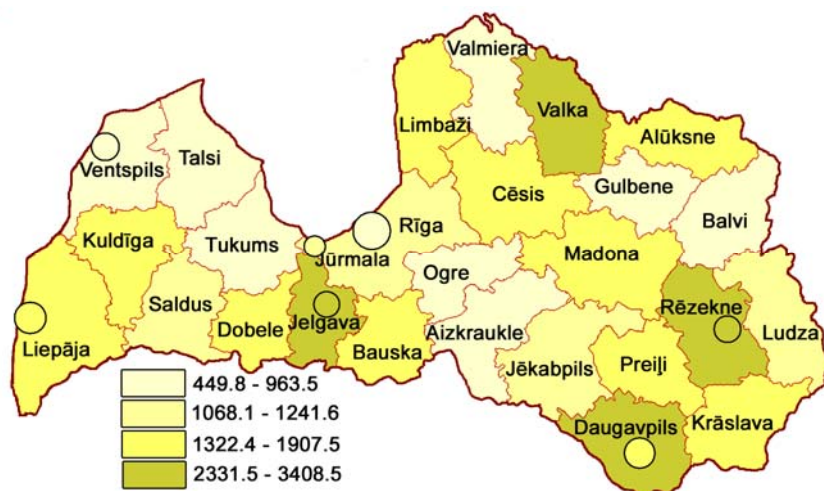 Valmiera
Valka
Limbaži
Alūksne
Ventspils
Talsi
Cēsis
Gulbene
Balvi
Kuldīga
Tukums
Rīga
Jūrmala
Madona
Ogre
Saldus
Jelgava
Rēzekne
Liepāja
Dobele
Bauska
Aizkraukle
Ludza
Jēkabpils
Preiļi
Daugavpils
Krāslava
449.8 - 963.5
1068.1 - 1241.6
1322.4 - 1907.5
2331.5 - 3408.5